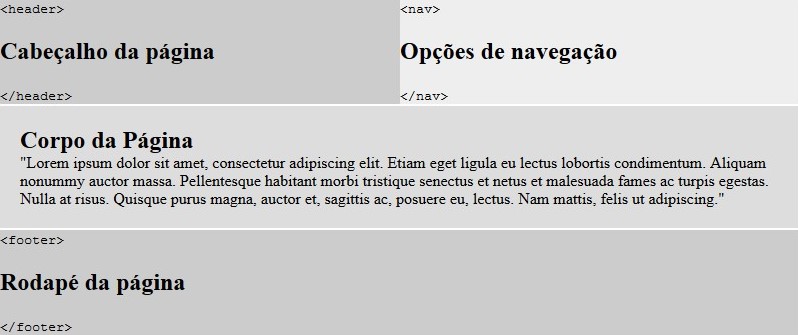 <header>
Cabeçalho da página
</header>
<nav>
Opções de navegação
</nav>
Corpo da Página
"Lorem ipsum dolor sit amet, consectetur adipiscing elit. Etiam eget ligula eu lectus lobortis condimentum. Aliquam
nonummy auctor massa. Pellentesque habitant morbi tristique senectus et netus et malesuada fames ac turpis egestas.
Nulla at risus. Quisque purus magna, auctor et, sagittis ac, posuere eu, lectus. Nam mattis, felis ut adipiscing."
<footer>
Rodapé da página
</footer>